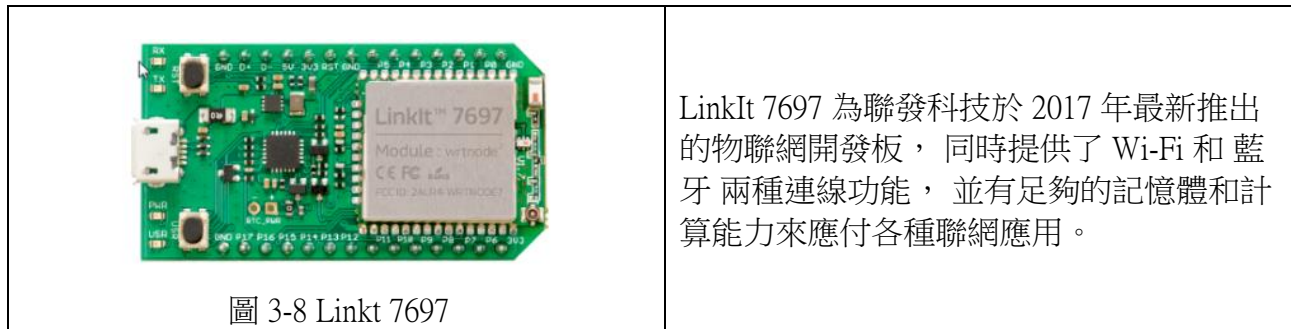 RX
TX
RST
GND D+ D- 5V 3V3 RST GND
P5 P4 P3 P2 P1 P0 GND
LinkIt™ 7697
Module : wrtnode
CE FC
PWR
USR
USR
RTC_PWR
GND P17 P16 P15 P14 P13 P12
P11 P10 P9 P8 P7 P6 3V3
圖 3-8 Linkt 7697
LinkIt 7697 為聯發科技於 2017 年最新推出
的物聯網開發板， 同時提供了 Wi-Fi 和 藍
牙 兩種連線功能， 並有足夠的記憶體和計
算能力來應付各種聯網應用。